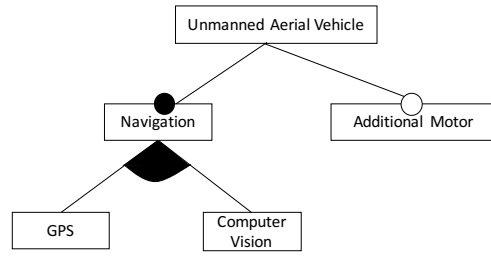 Unmanned Aerial Vehicle
Navigation
Additional Motor
GPS
Computer
Vision